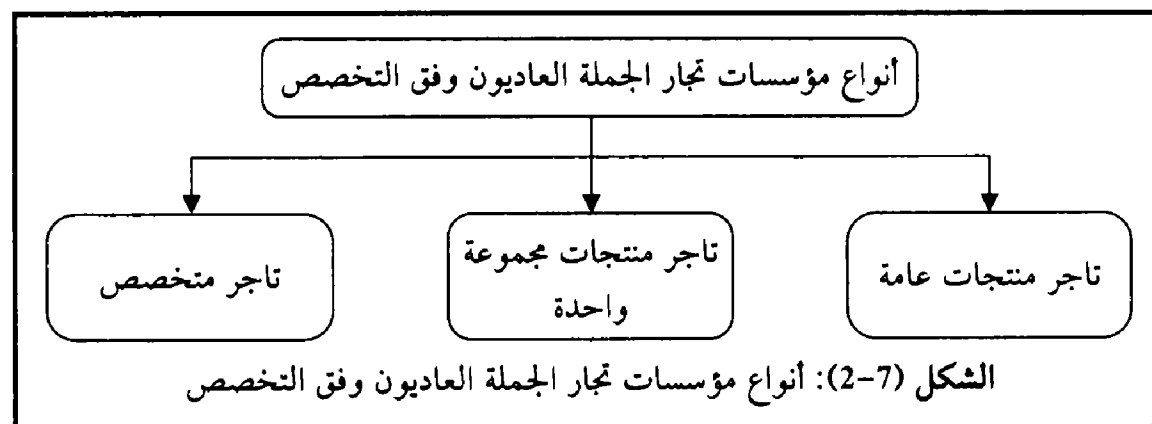 أنواع مؤسسات تجار الجملة العاديون وفق التخصص
تاجر منتجات عامة
تاجر منتجات مجموعة
واحدة
تاجر متخصص
الشكل (7-2): أنواع مؤسسات تجار الجملة العاديون وفق التخصص